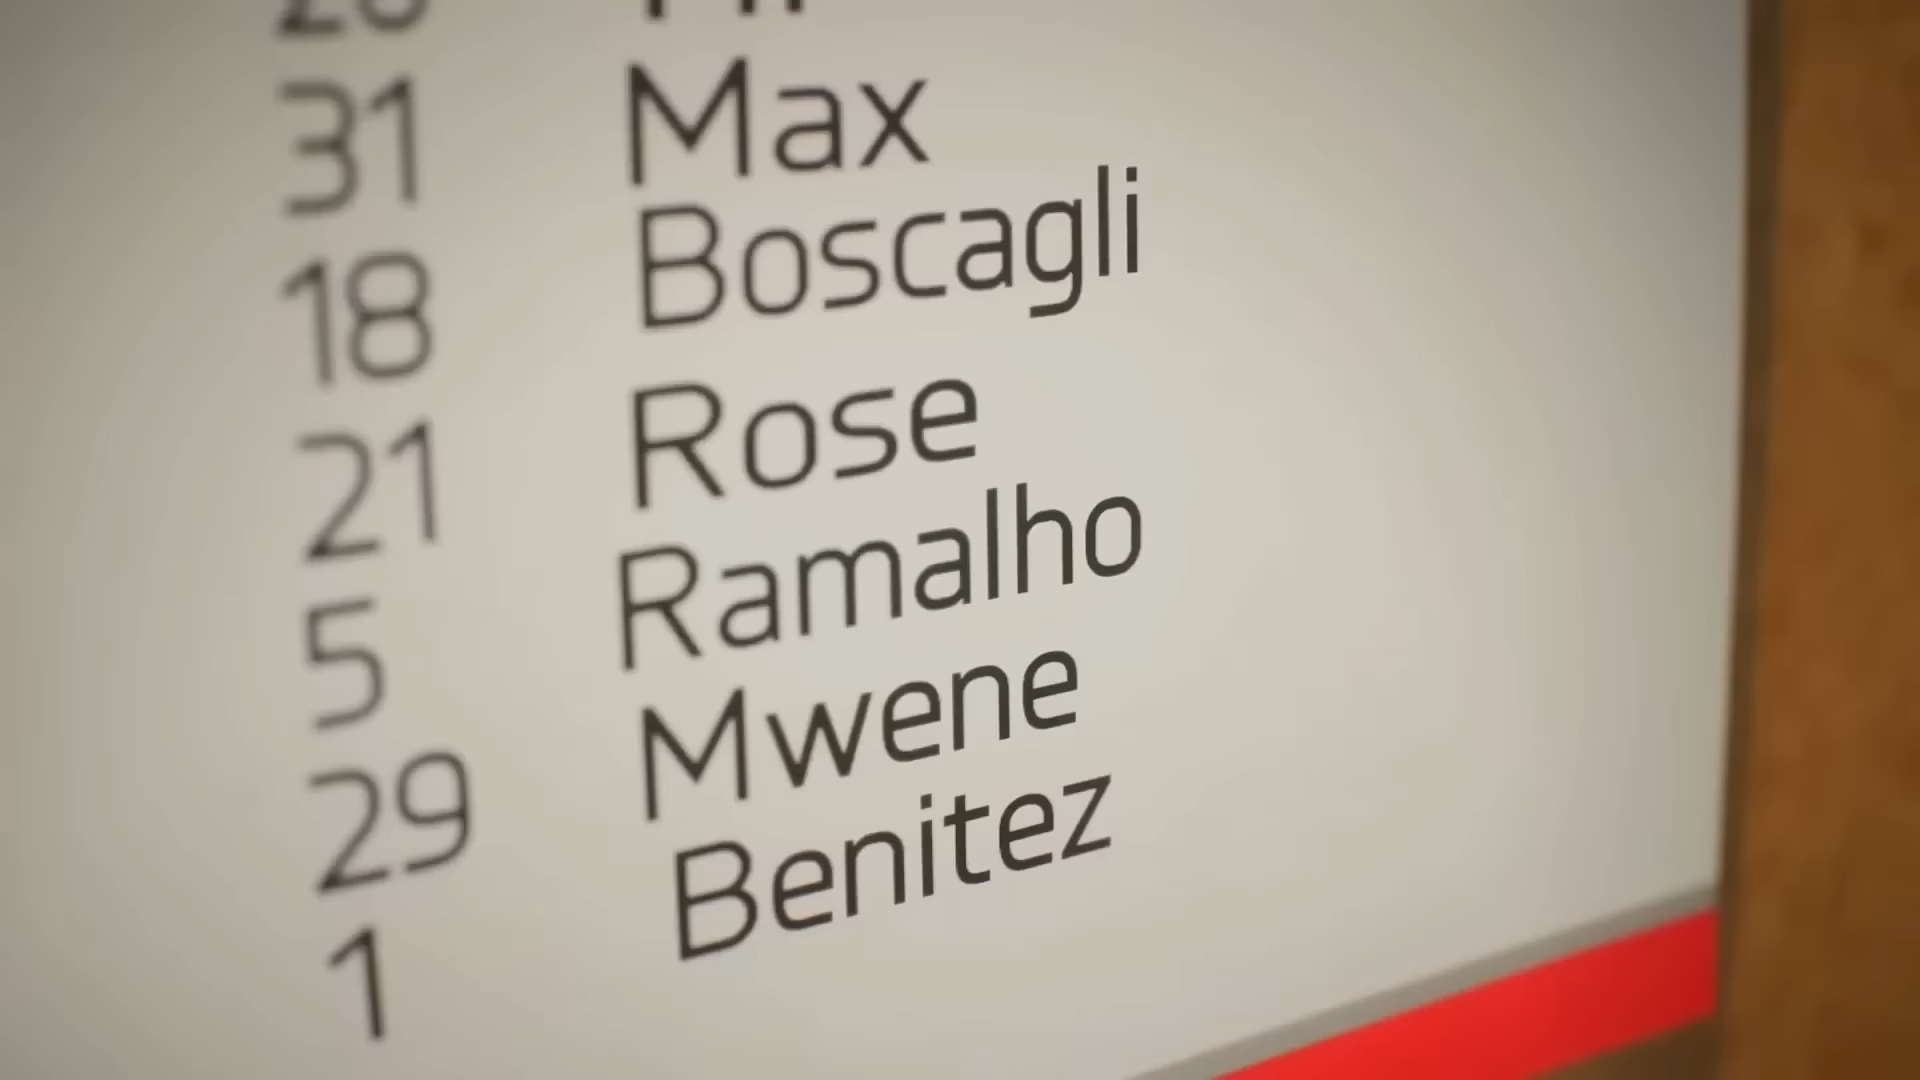 31 Max
18 Boscagli
21 Rose
5 Ramalho
29 Mwene
1 Benitez